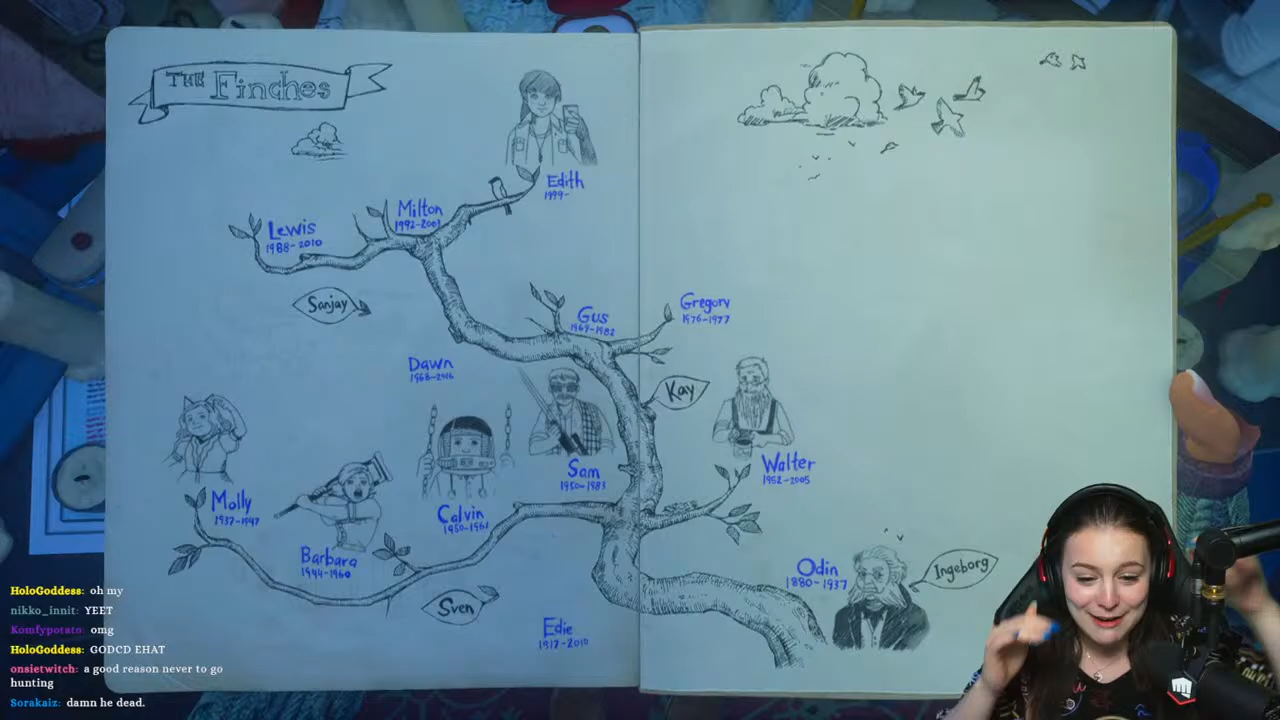 THE Finches
Edith
1999-
Milton
1992-2003
Lewis
1988-2010
Sanjay
Gus
1969-1982
Gregory
1976-1977
Dawn
1968-2016
Kay
Sam
1950-1983
Walter
1952-2005
Molly
1937-1947
Calvin
1950-1961
Barbara
1944-1960
Sven
Odin
1880-1937
Ingeborg
Edie
1917-2010
HoloGoddess: oh my
nikko_innit: YEET
Komfypotato: omg
HoloGoddess: GODCD EHAT
onsietwitch: a good reason never to go
hunting
Sorakaiz: damn he dead.